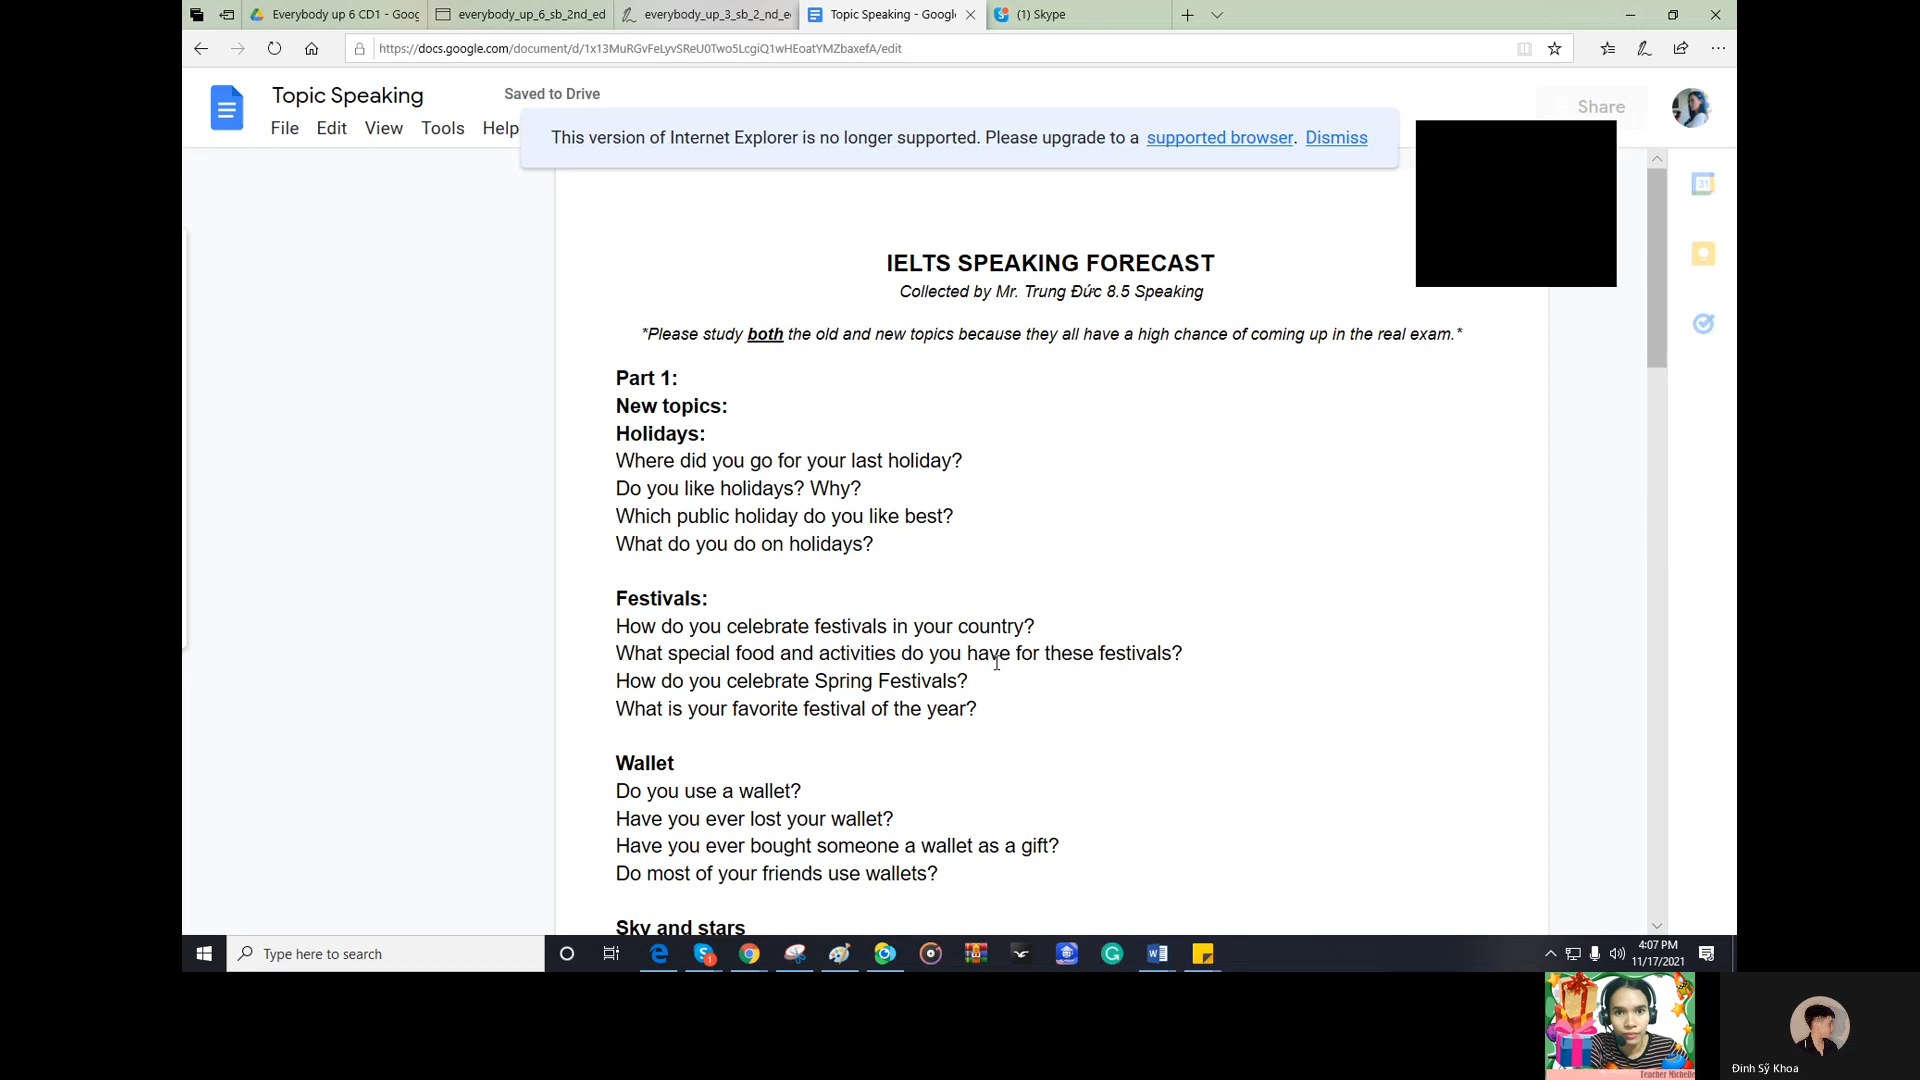 Everybody up 6 CD1 - Goog
everybody_up_6_sb_2nd_ed
everybody_up_3_sb_2_nd_e
Topic Speaking - Google
(1) Skype
https://docs.google.com/document/d/1x13MuRGvFeLyvSReU0Two5LcgiQ1wHEoatYMZbaxefA/edit
Topic Speaking
Saved to Drive
Share
File Edit View Tools Help
This version of Internet Explorer is no longer supported. Please upgrade to a supported browser. Dismiss
31
IELTS SPEAKING FORECAST
Collected by Mr. Trung Đức 8.5 Speaking
*Please study both the old and new topics because they all have a high chance of coming up in the real exam.*
Part 1:
New topics:
Holidays:
Where did you go for your last holiday?
Do you like holidays? Why?
Which public holiday do you like best?
What do you do on holidays?
Festivals:
How do you celebrate festivals in your country?
What special food and activities do you have for these festivals?
How do you celebrate Spring Festivals?
What is your favorite festival of the year?
Wallet
Do you use a wallet?
Have you ever lost your wallet?
Have you ever bought someone a wallet as a gift?
Do most of your friends use wallets?
Sky and stars
Type here to search
4:07 PM
11/17/2021
Teacher Michelle
Đinh Sỹ Khoa